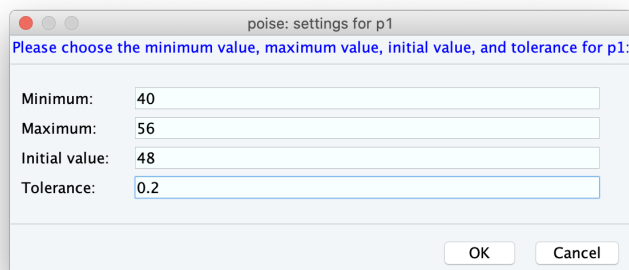 poise: settings for p1
Please choose the minimum value, maximum value, initial value, and tolerance for p1:
Minimum: 40
Maximum: 56
Initial value: 48
Tolerance: 0.2
OK Cancel